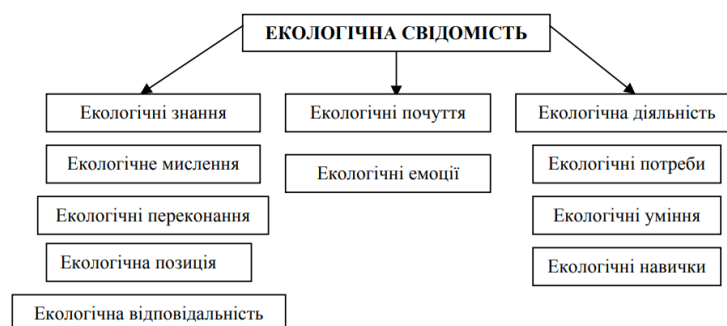 ЕКОЛОГІЧНА СВІДОМІСТЬ
Екологічні знання
Екологічні почуття
Екологічна діяльність
Екологічне мислення
Екологічні емоції
Екологічні потреби
Екологічні переконання
Екологічні уміння
Екологічна позиція
Екологічні навички
Екологічна відповідальність